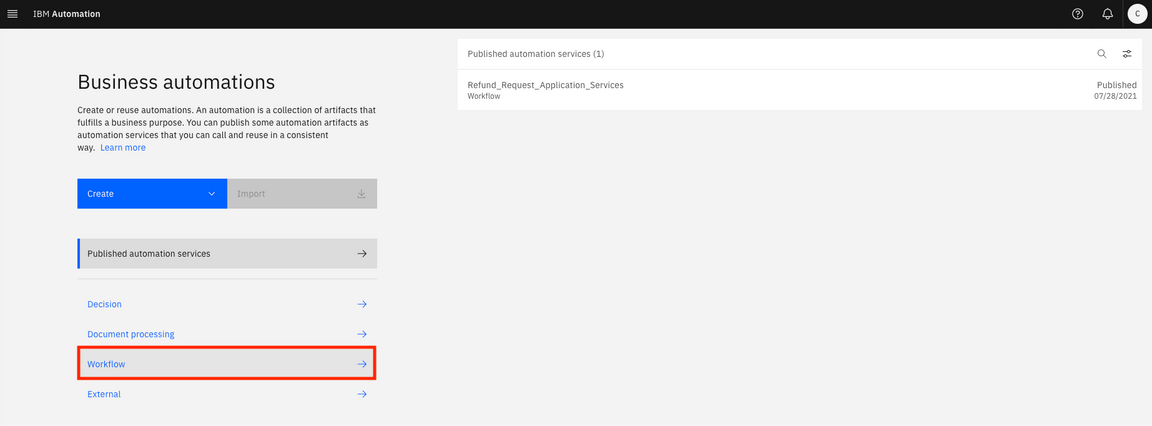 IBM Automation
C
Business automations
Create or reuse automations. An automation is a collection of artifacts that
fulfills a business purpose. You can publish some automation artifacts as
automation services that you can call and reuse in a consistent
way. Learn more
Create
Import
Published automation services
Decision
Document processing
Workflow
External
Published automation services (1)
Refund_Request_Application_Services
Published
Workflow
07/28/2021